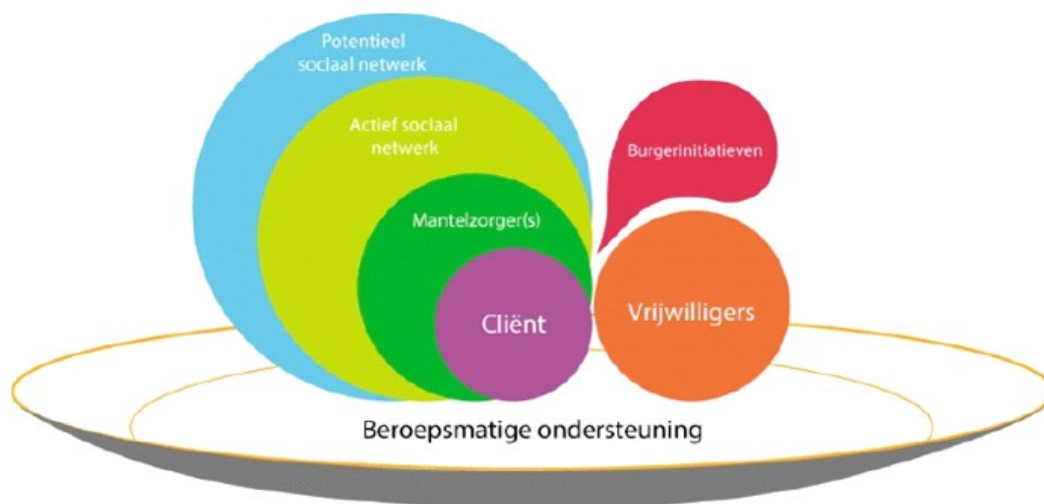 Potentieel
sociaal netwerk
Actief sociaal
netwerk
Burgerinitiatieven
Mantelzorger(s)
Cliënt
Vrijwilligers
Beroepsmatige ondersteuning